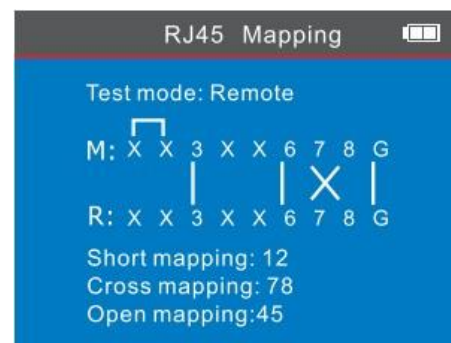 RJ45 Mapping
Test mode: Remote
M: X X 3 X X 6 7 8 G
R: X X 3 X X 6 7 8 G
Short mapping: 12
Cross mapping: 78
Open mapping:45